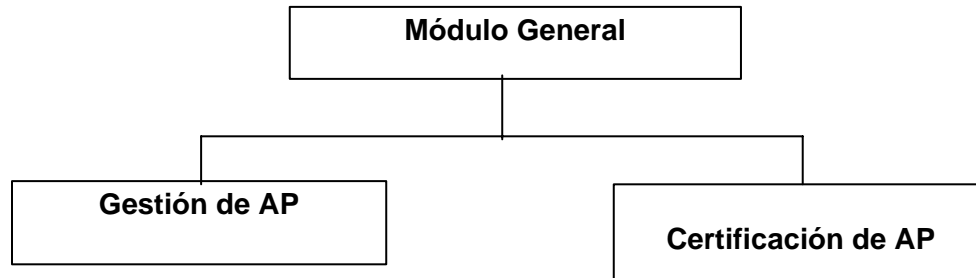 Módulo General
Gestión de AP
Certificación de AP